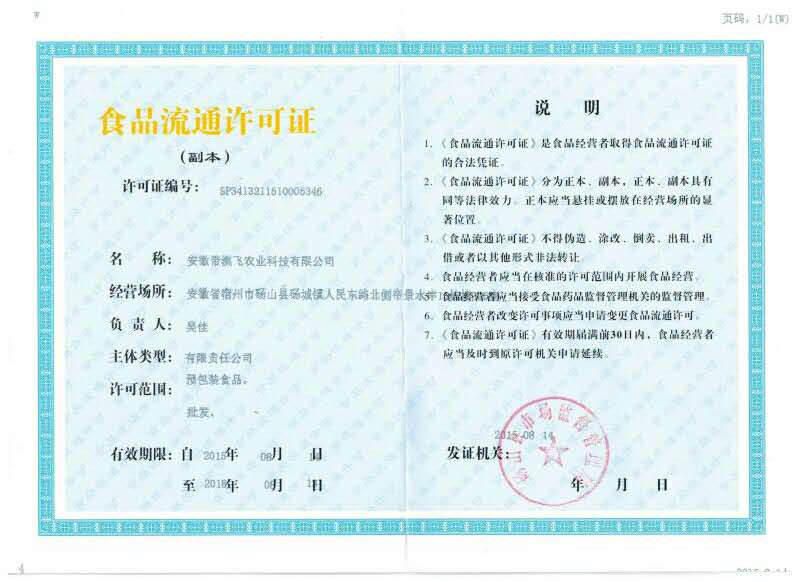 W
页码, 1/1(W)
食品流通许可证
(副本)
许可证编号: SP3413211510005346
名 称: 安徽带澳飞农业科技有限公司
经营场所: 安徽省宿州市砀山县砀城镇人民东路北侧帝景水岸
负责人: 吴佳
主体类型: 有限责任公司
许可范围: 预包装食品,
批发、
有效期限: 自 2015年 08月 日
至 2018年 08月 日
说 明
1. 《食品流通许可证》是食品经营者取得食品流通许可证
的合法凭证。
2. 《食品流通许可证》分为正本、副本, 正本、副本具有
同等法律效力。正本应当悬挂或摆放在经营场所的显
著位置。
3. 《食品流通许可证》不得伪造、涂改、倒卖、出租、出
借或者以其他形式非法转让。
4. 食品经营者应当在核准的许可范围内开展食品经营。
食品经营者应当接受食品药品监督管理机关的监督管理。
6. 食品经营者改变许可事项应当申请变更食品流通许可。
7. 《食品流通许可证》有效期届满前30日内, 食品经营者
应当及时到原许可机关申请延续。
砀山县市场监督管理局
2015 08 14
发证机关:
年 月 日
4